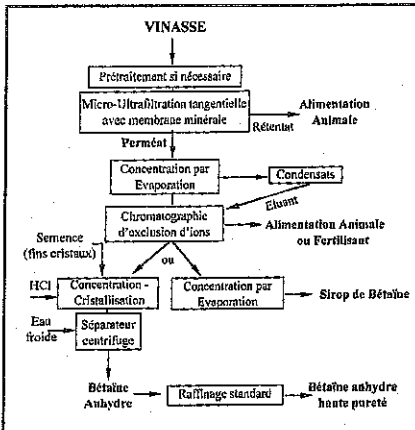 VINASSE
Prétraitement si nécessaire
Micro-Ultrafiltration tangentielle
avec membrane minérale
Rétentat
Alimentation
Animale
Perméat
Concentration par
Evaporation
Condensats
Eluant
Chromatographie
d'exclusion d'ions
Alimentation Animale
ou Fertilisant
Semence
(fins cristaux)
ou
HCl
Concentration -
Cristallisation
Concentration par
Evaporation
Sirop de Bétaïne
Eau
froide
Séparateur
centrifuge
Bétaïne
Anhydre
Raffinage standard
Bétaïne anhydre
haute pureté